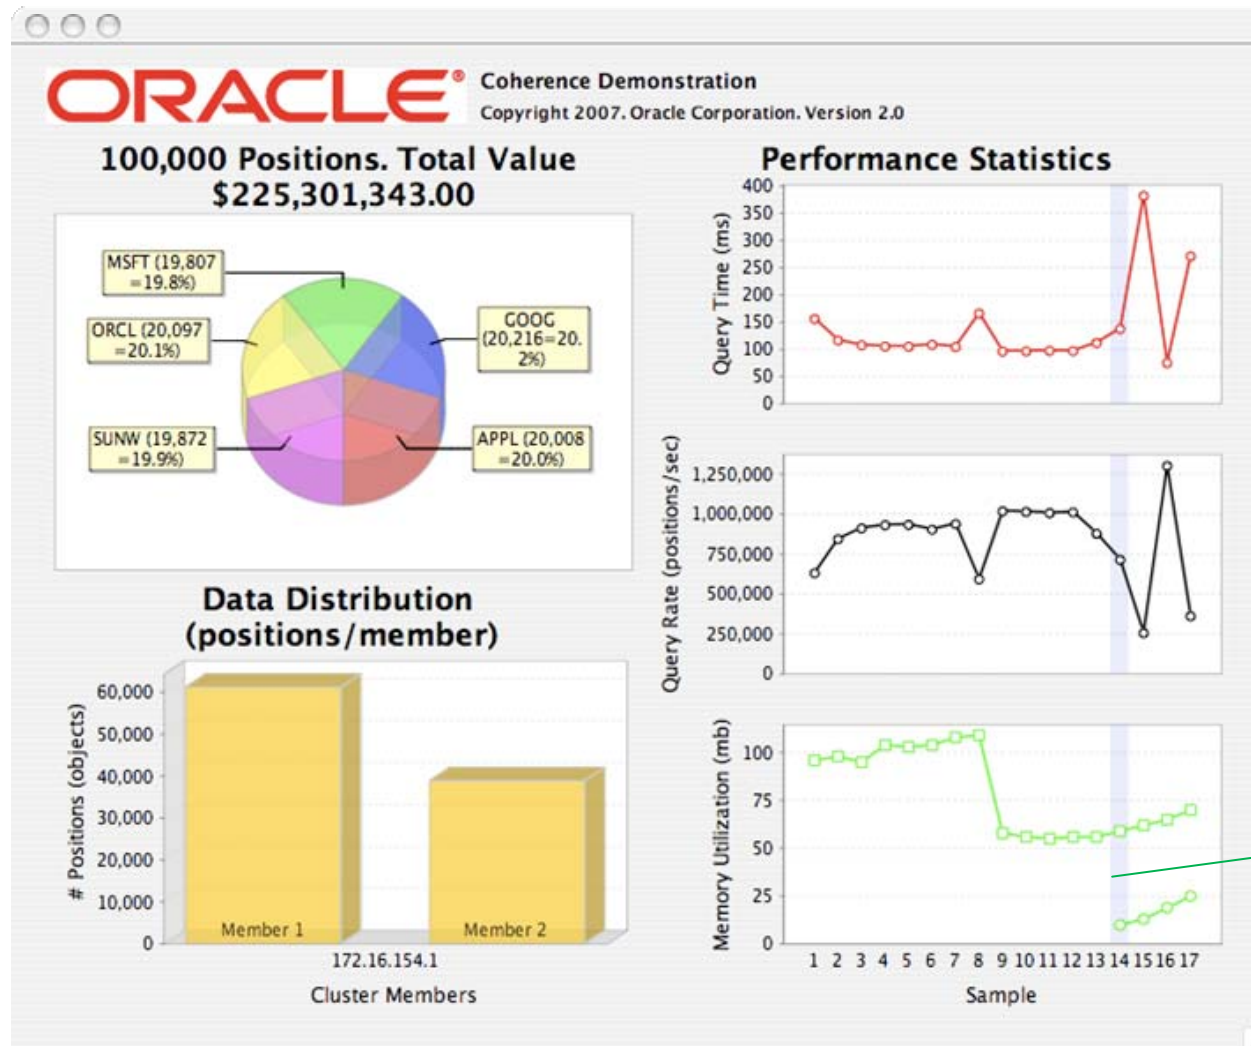 ORACLE®
Coherence Demonstration
Copyright 2007. Oracle Corporation. Version 2.0
100,000 Positions. Total Value
$225,301,343.00
MSFT (19,807
=19.8%)
ORCL (20,097
=20.1%)
GOOG
(20,216=20.
2%)
SUNW (19,872
=19.9%)
APPL (20,008
=20.0%)
Data Distribution
(positions/member)
# Positions (objects)
60,000
50,000
40,000
30,000
20,000
10,000
0
Member 1
Member 2
172.16.154.1
Cluster Members
Performance Statistics
Query Time (ms)
400
350
300
250
200
150
100
50
0
Query Rate (positions/sec)
1,250,000
1,000,000
750,000
500,000
250,000
0
Memory Utilization (mb)
100
75
50
25
0
1 2 3 4 5 6 7 8 9 10 11 12 13 14 15 16 17
Sample